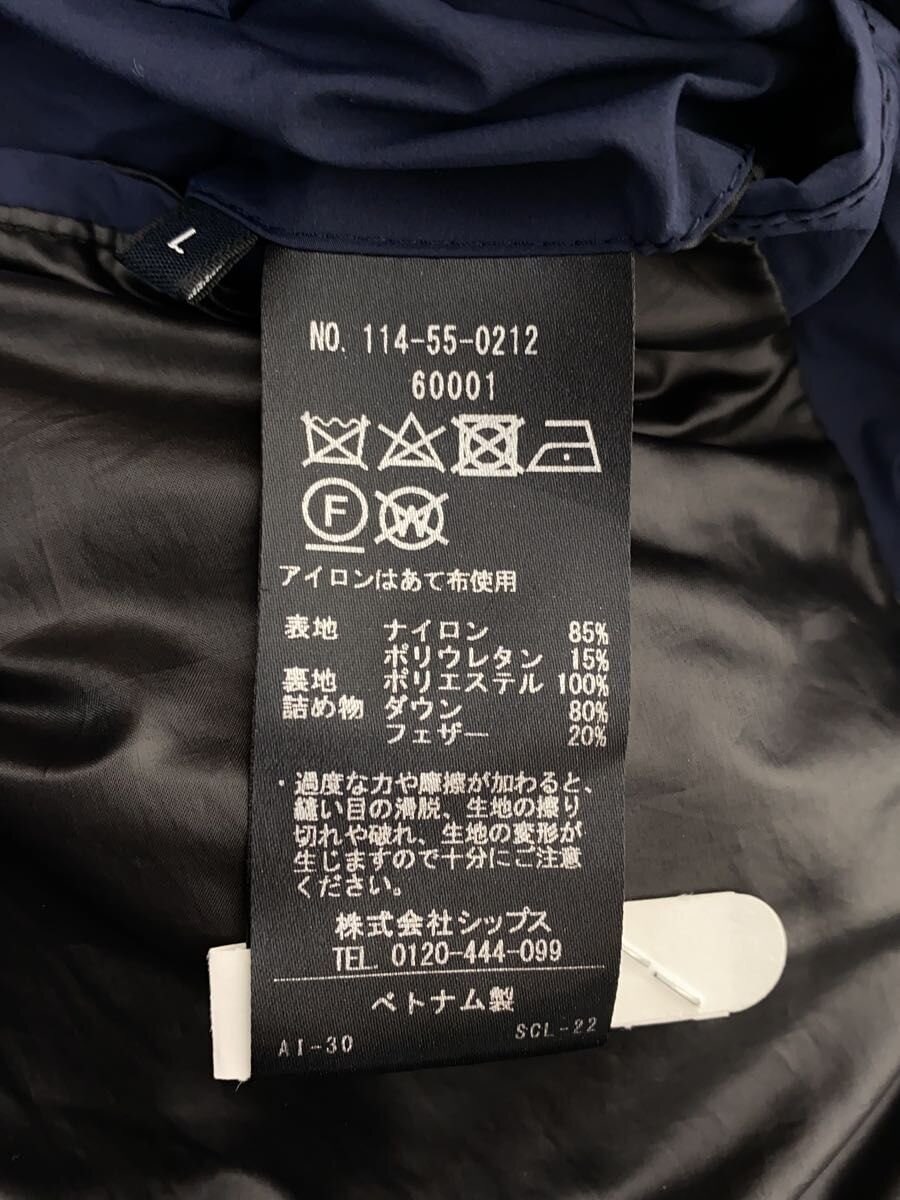 1
NO. 114-55-0212
60001
F
W
アイロンはあて布使用
表地 ナイロン 85%
ポリウレタン 15%
裏地 ポリエステル 100%
詰め物 ダウン 80%
フェザー 20%
・過度な力や摩擦が加わると、
縫い目の滑脱、生地の擦り
切れや破れ、生地の変形が
生じますので十分にご注意
ください。
株式会社シップス
TEL. 0120-444-099
ベトナム製
AI-30 SCL-22